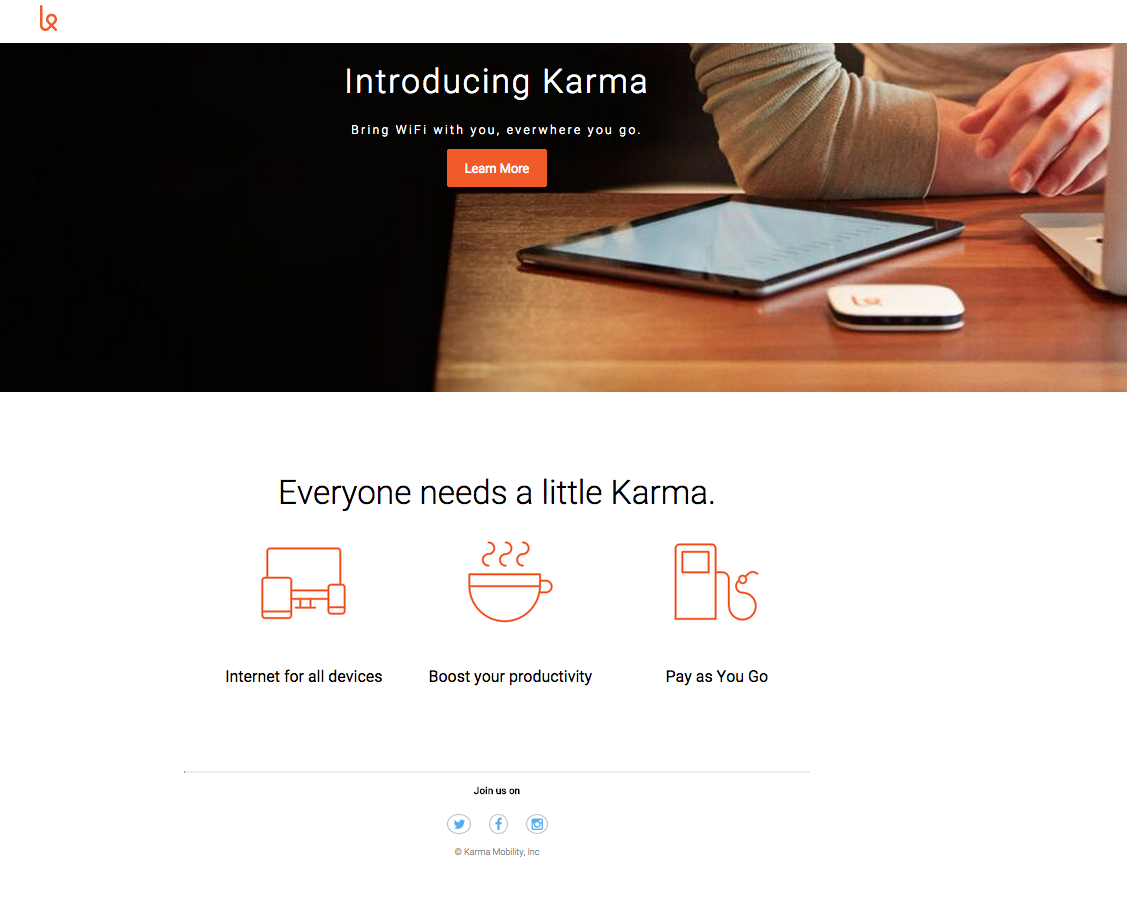 Introducing Karma
Bring WiFi with you, everwhere you go.
Learn More
Everyone needs a little Karma.
Internet for all devices
Boost your productivity
Pay as You Go
Join us on
© Karma Mobility, Inc